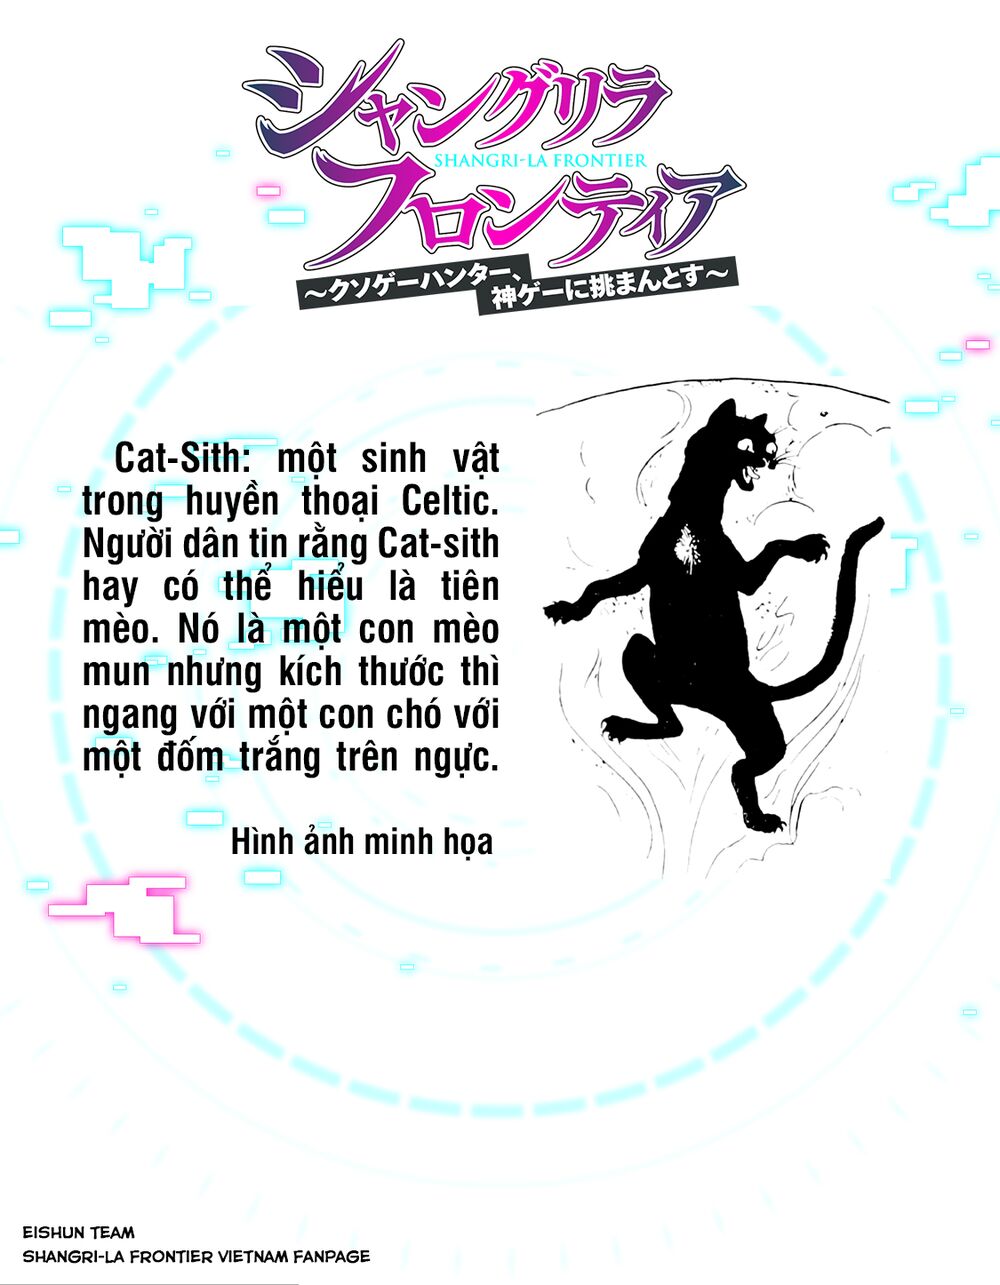 シャングリラ
SHANGRI-LA FRONTIER
フロンティア
～クソゲーハンター、
神ゲーに挑まんとす～
Cat-Sith: một sinh vật
trong huyền thoại Celtic.
Người dân tin rằng Cat-sith
hay có thể hiểu là tiên
mèo. Nó là một con mèo
mun nhưng kích thước thì
ngang với một con chó với
một đốm trắng trên ngực.
Hình ảnh minh họa
EISHUN TEAM
SHANGRI-LA FRONTIER VIETNAM FANPAGE